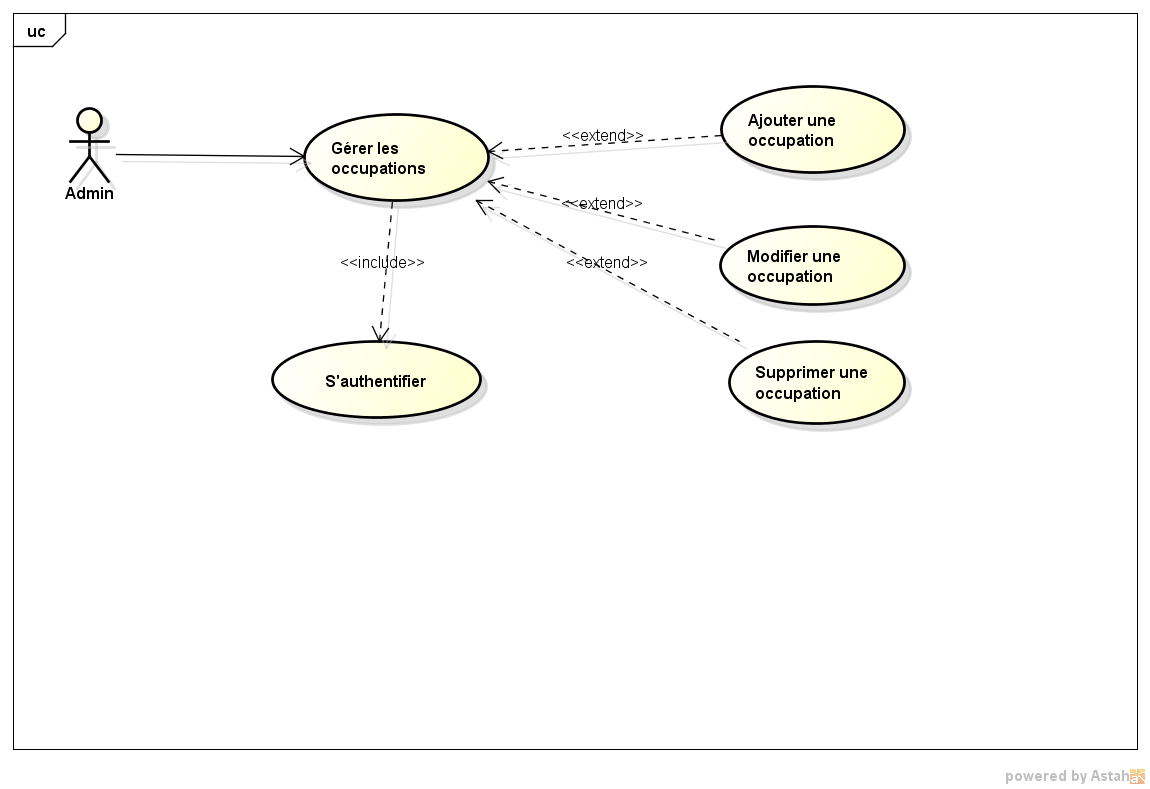 uc
Admin
Gérer les
occupations
<<extend>>
Ajouter une
occupation
<<extend>>
Modifier une
occupation
<<extend>>
Supprimer une
occupation
<<include>>
S'authentifier
powered by Astah